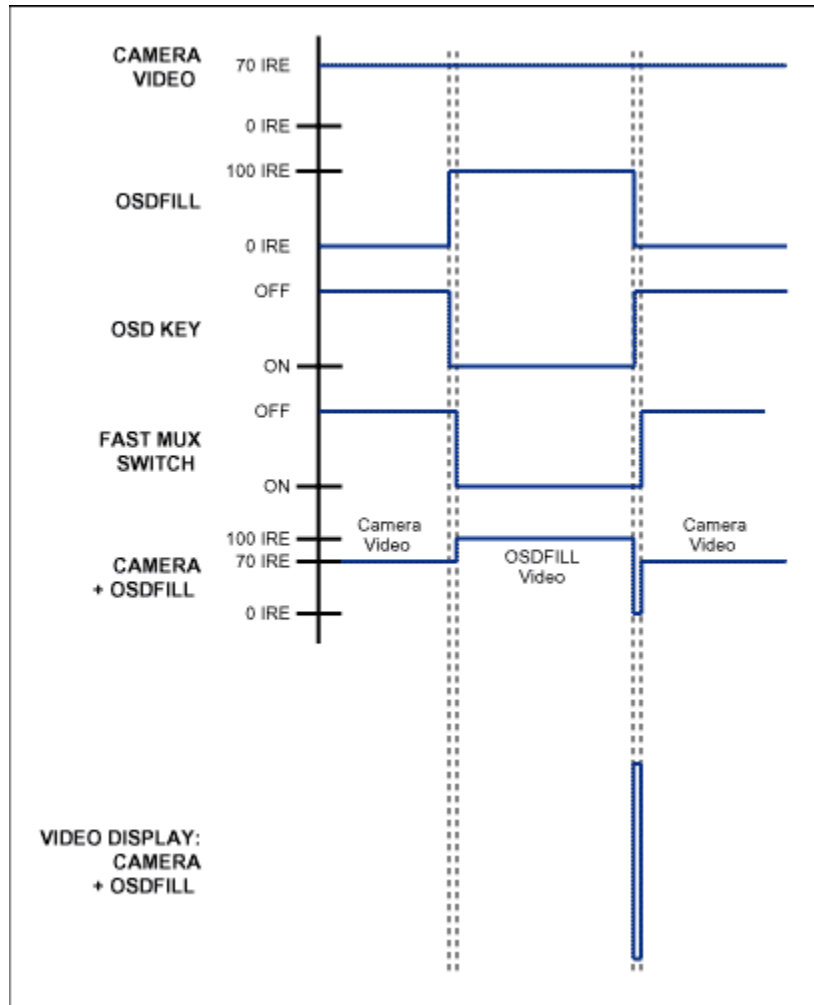 CAMERA
VIDEO
70 IRE
0 IRE
100 IRE
OSDFILL
0 IRE
OFF
OSD KEY
ON
OFF
FAST MUX
SWITCH
ON
100 IRE
Camera
Video
Camera
Video
70 IRE
CAMERA
+ OSDFILL
OSDFILL
Video
0 IRE
VIDEO DISPLAY:
CAMERA
+ OSDFILL